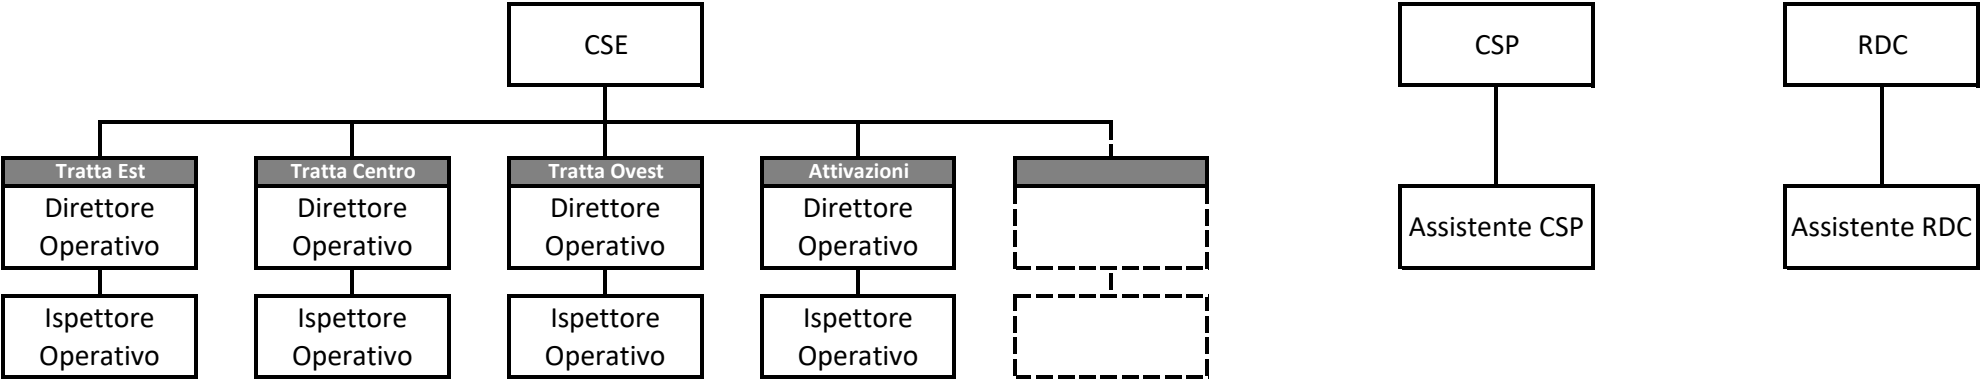 CSE
CSP
RDC
Tratta Est
Tratta Centro
Tratta Ovest
Attivazioni
Direttore
Operativo
Direttore
Operativo
Direttore
Operativo
Direttore
Operativo
Assistente CSP
Assistente RDC
Ispettore
Operativo
Ispettore
Operativo
Ispettore
Operativo
Ispettore
Operativo